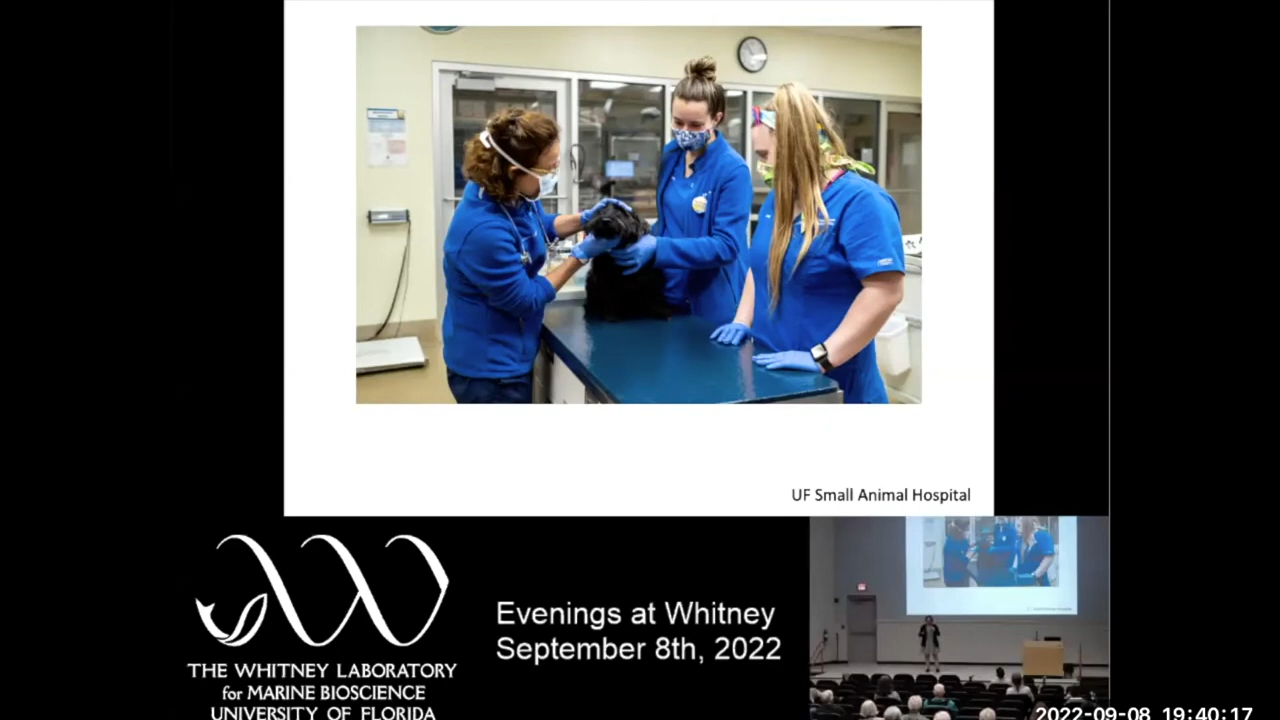 UF Small Animal Hospital
Evenings at Whitney
September 8th, 2022
THE WHITNEY LABORATORY
for MARINE BIOSCIENCE
UNIVERSITY OF FLORIDA
2022-09-08 19:40:17